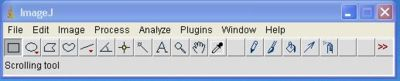 ImageJ
File Edit Image Process Analyze Plugins Window Help
A >>
Scrolling tool